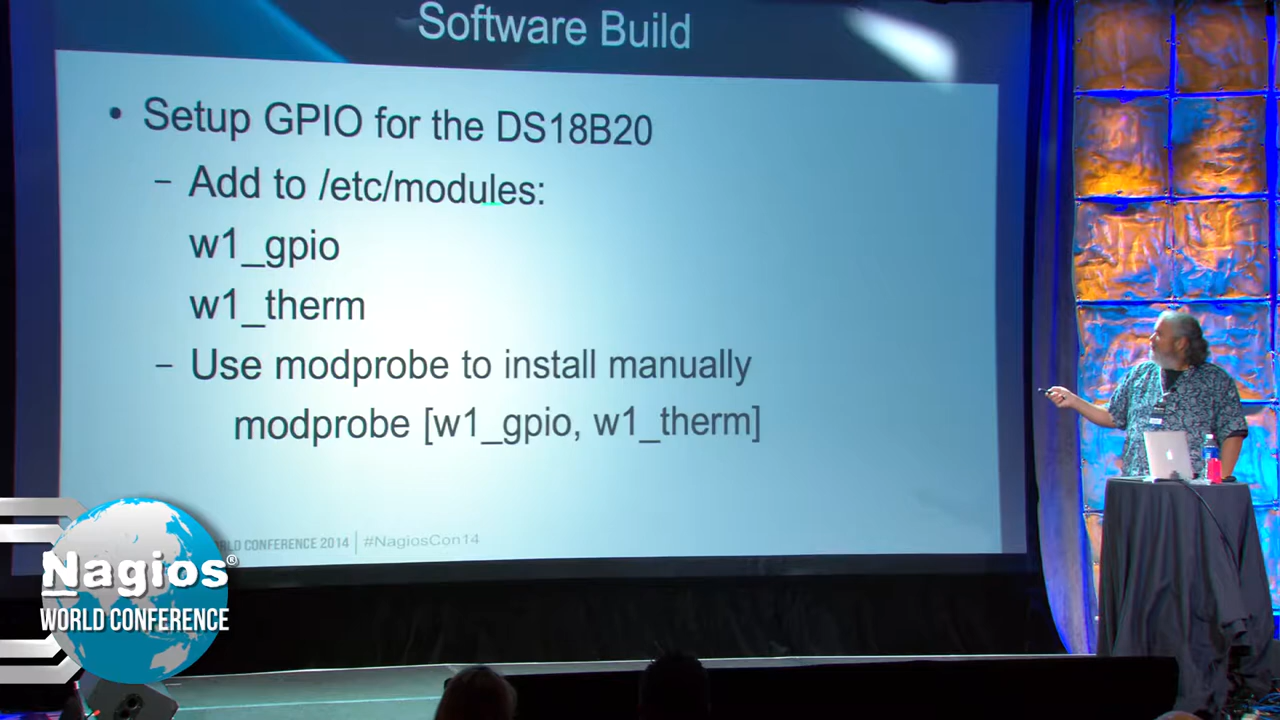 Software Build
• Setup GPIO for the DS18B20
– Add to /etc/modules:
w1_gpio
w1_therm
– Use modprobe to install manually
modprobe [w1_gpio, w1_therm]
WORLD CONFERENCE 2014 | #NagiosCon14
Nagios®
WORLD CONFERENCE